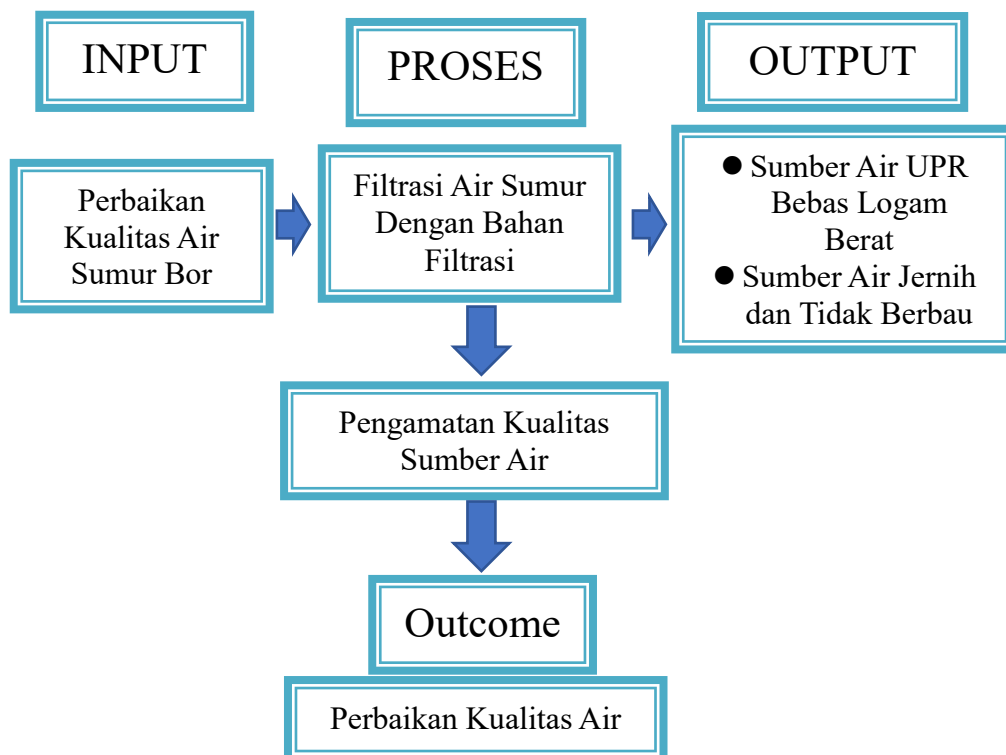 INPUT
PROSES
OUTPUT
Perbaikan
Kualitas Air
Sumur Bor
Filtrasi Air Sumur
Dengan Bahan
Filtrasi
● Sumber Air UPR
Bebas Logam
Berat
● Sumber Air Jernih
dan Tidak Berbau
Pengamatan Kualitas
Sumber Air
Outcome
Perbaikan Kualitas Air